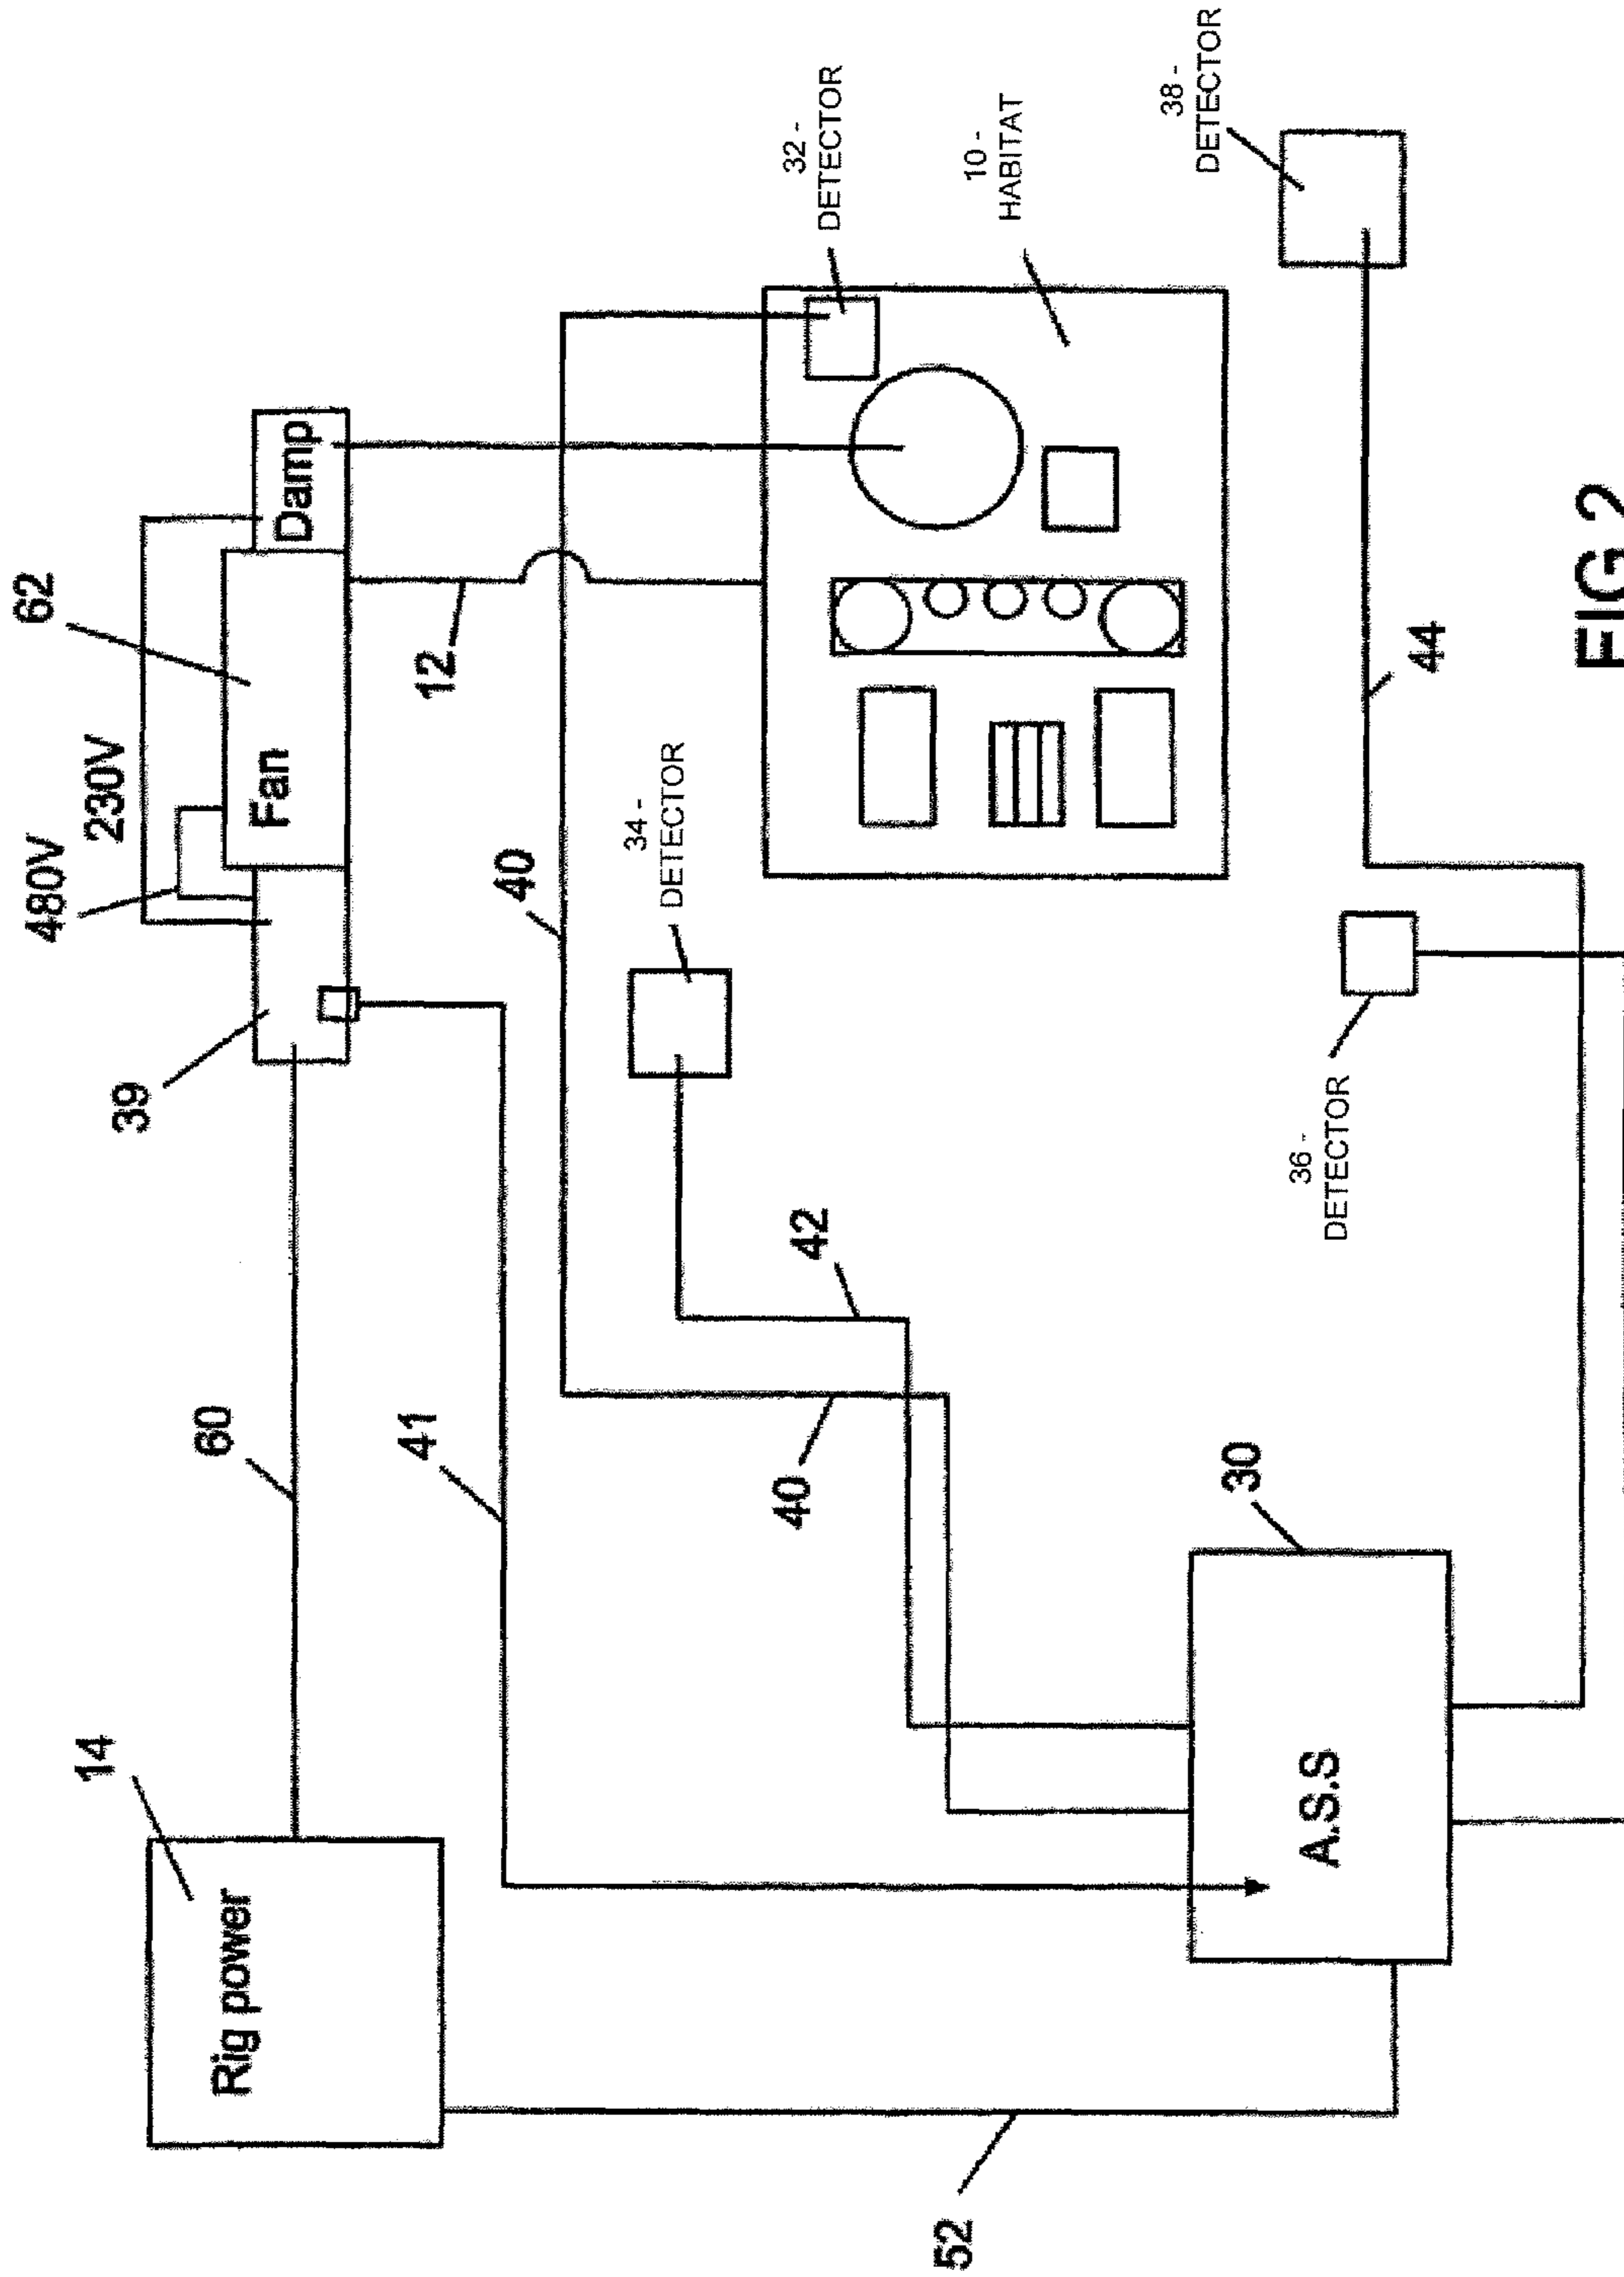 14
Rig power
60
39
480V
230V
62
Fan
Damp
41
12
40
34 -
DETECTOR
32 -
DETECTOR
10 -
HABITAT
42
40
52
30
A.S.S
36 -
DETECTOR
38 -
DETECTOR
44
FIG 2